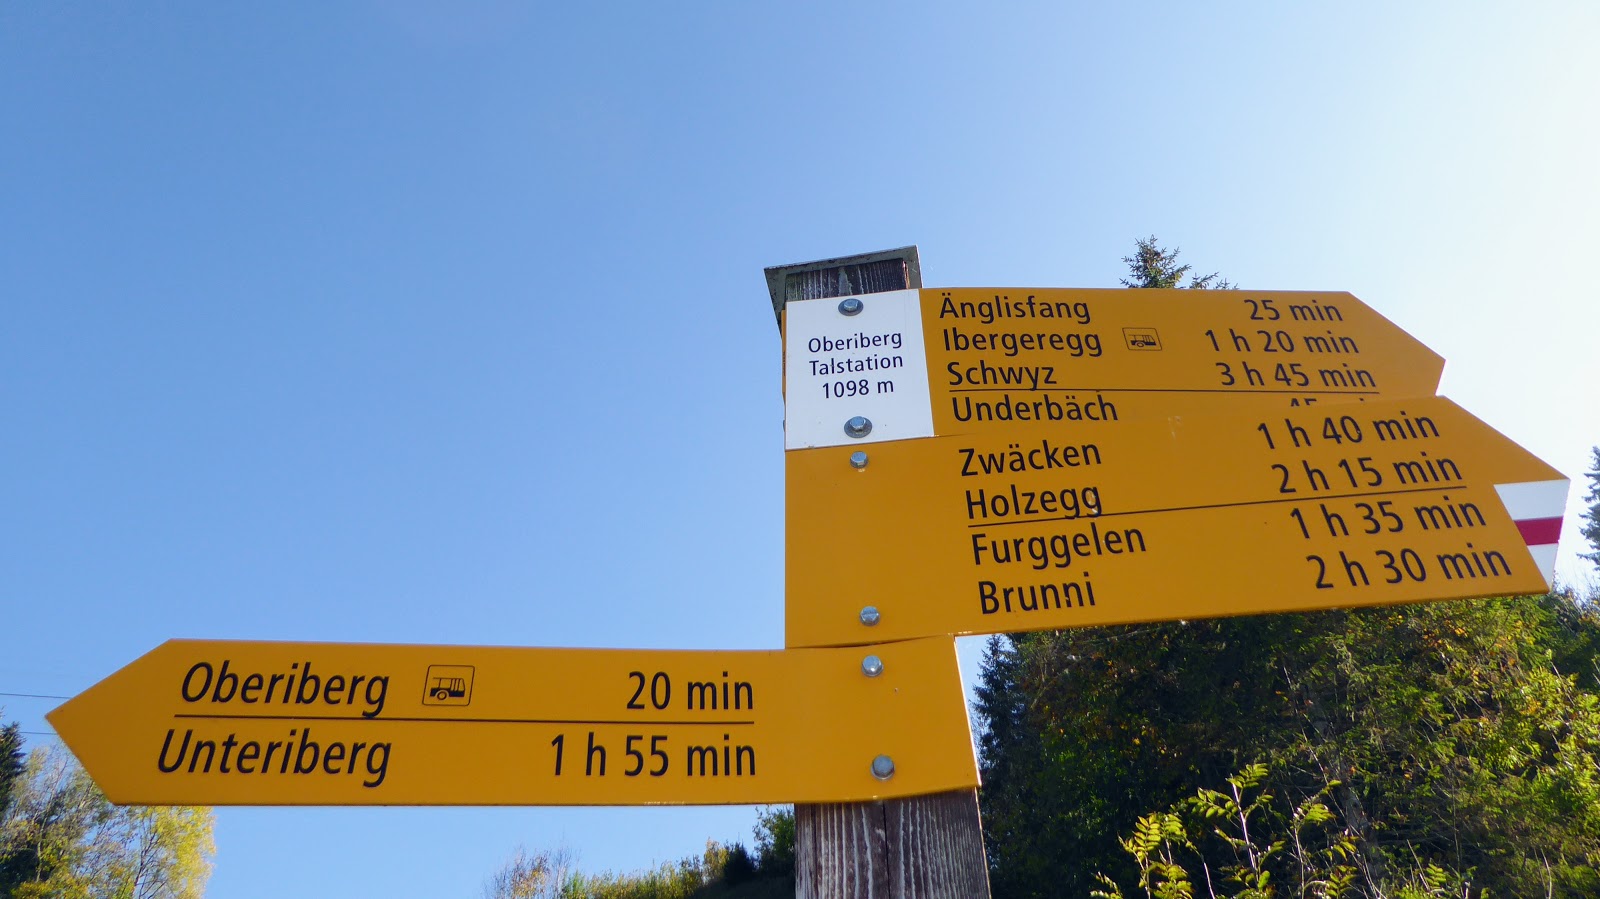 Oberiberg
Talstation
1098 m
Änglisfang 25 min
Ibergeregg 1 h 20 min
Schwyz 3 h 45 min
Underbäch
Zwäcken 1 h 40 min
Holzegg 2 h 15 min
Furggelen 1 h 35 min
Brunni 2 h 30 min
Oberiberg 20 min
Unteriberg 1 h 55 min